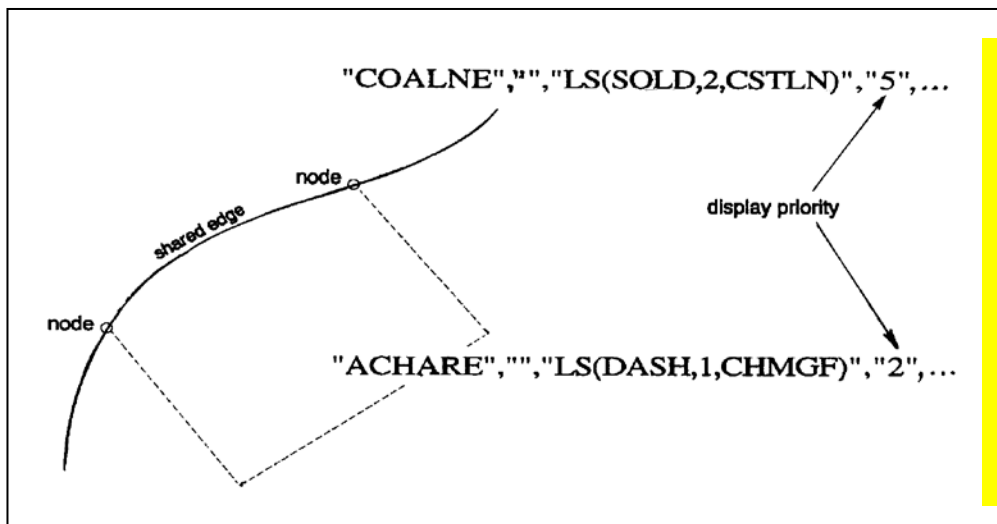 "COALNE","","LS(SOLD,2,CSTLN)","5",...
node
shared edge
display priority
node
"ACHARE","","LS(DASH,1,CHMGF)","2",...